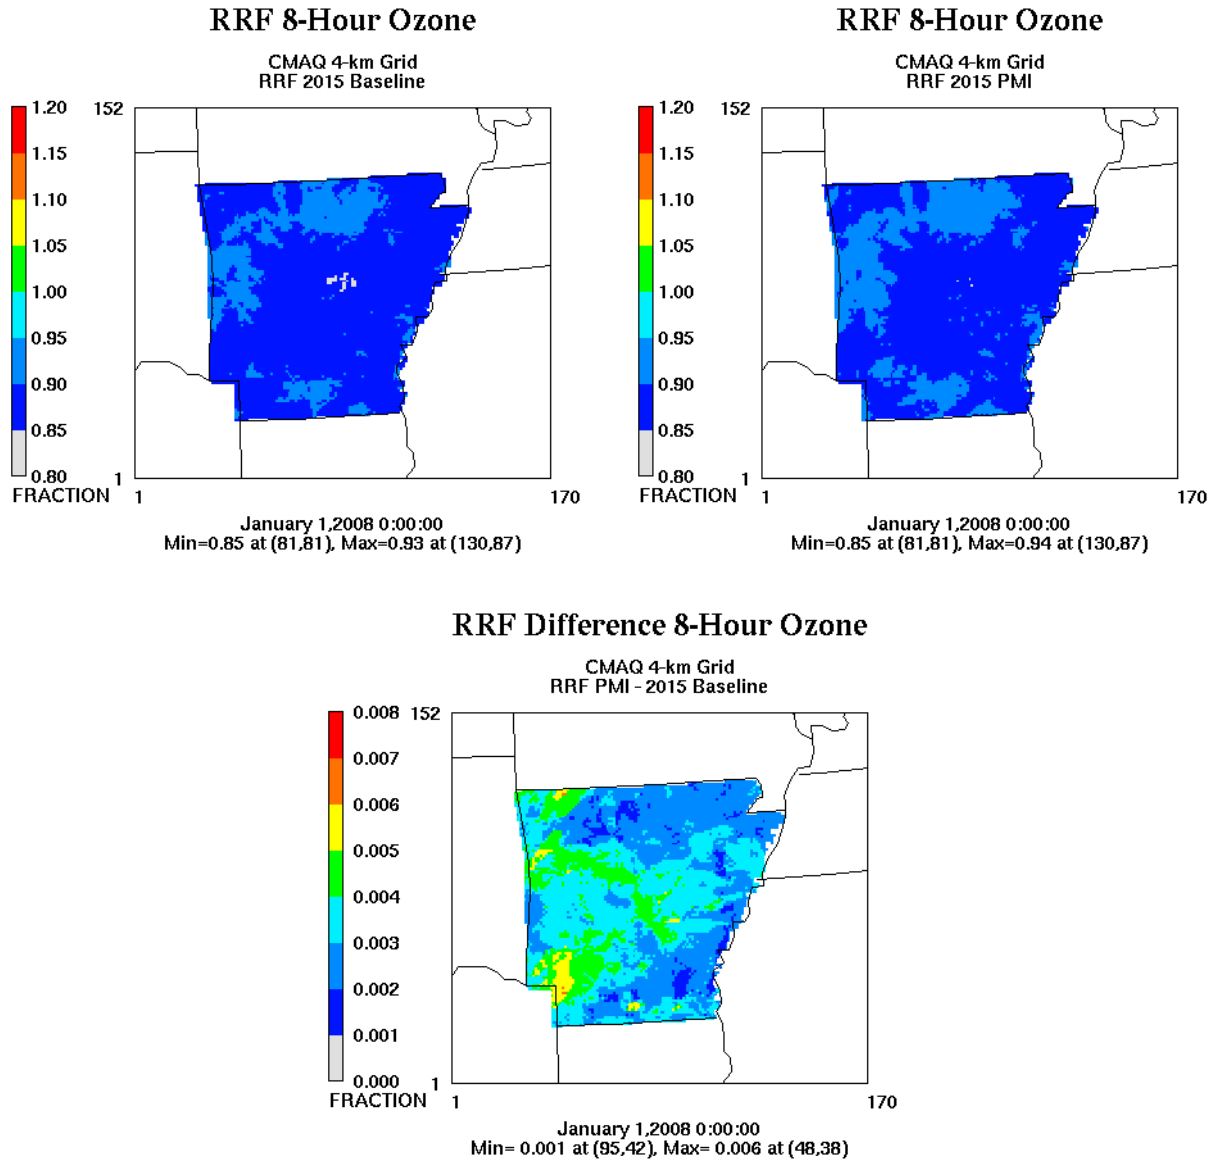 RRF 8-Hour Ozone
CMAQ 4-km Grid
RRF 2015 Baseline
1.20
1.15
1.10
1.05
1.00
0.95
0.90
0.85
0.80
FRACTION
152
1
1
170
January 1,2008 0:00:00
Min=0.85 at (81,81), Max=0.93 at (130,87)
RRF 8-Hour Ozone
CMAQ 4-km Grid
RRF 2015 PMI
1.20
1.15
1.10
1.05
1.00
0.95
0.90
0.85
0.80
FRACTION
152
1
1
170
January 1,2008 0:00:00
Min=0.85 at (81,81), Max=0.94 at (130,87)
RRF Difference 8-Hour Ozone
CMAQ 4-km Grid
RRF PMI - 2015 Baseline
0.008
0.007
0.006
0.005
0.004
0.003
0.002
0.001
0.000
FRACTION
152
1
1
170
January 1,2008 0:00:00
Min= 0.001 at (95,42), Max= 0.006 at (48,38)